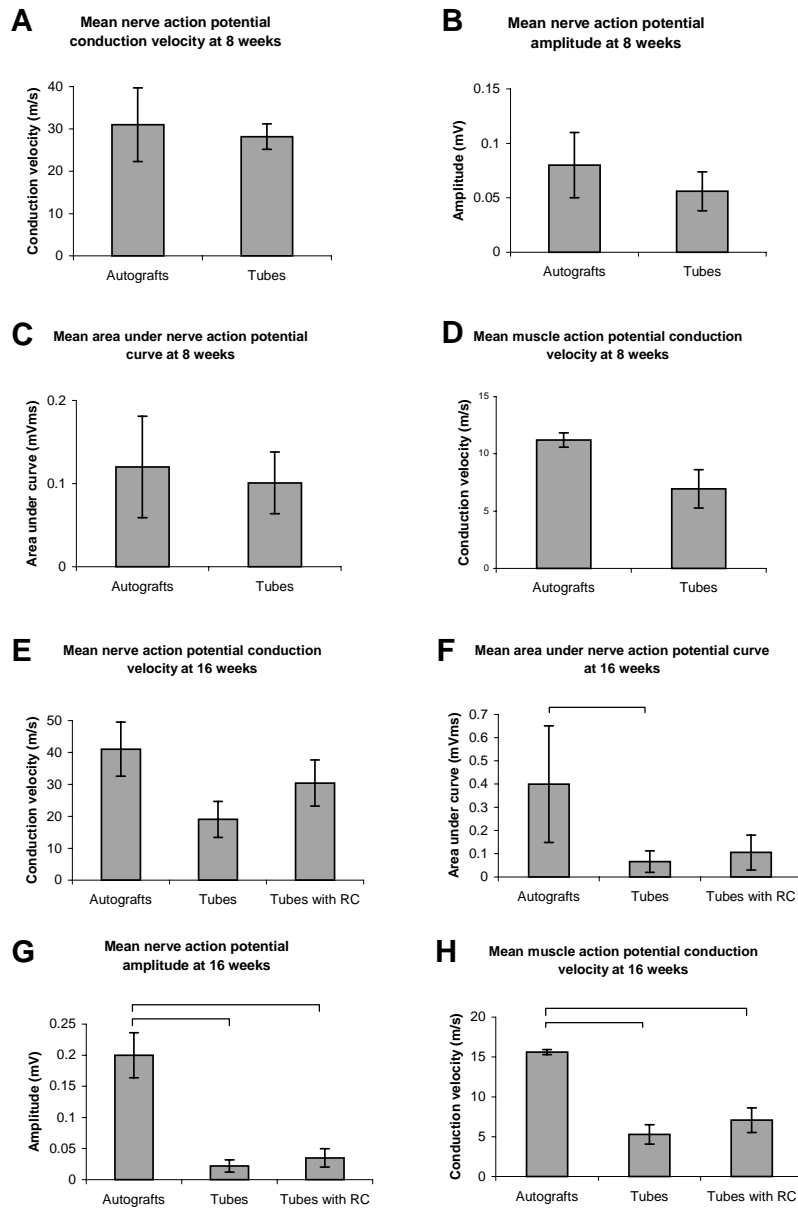 A
Mean nerve action potential
conduction velocity at 8 weeks
Conduction velocity (m/s)
40
30
20
10
0
Autografts
Tubes
B
Mean nerve action potential
amplitude at 8 weeks
Amplitude (mV)
0.15
0.1
0.05
0
Autografts
Tubes
C
Mean area under nerve action potential
curve at 8 weeks
Area under curve (mVms)
0.2
0.1
0
Autografts
Tubes
D
Mean muscle action potential conduction
velocity at 8 weeks
Conduction velocity (m/s)
15
10
5
0
Autografts
Tubes
E
Mean nerve action potential conduction
velocity at 16 weeks
Conduction velocity (m/s)
50
40
30
20
10
0
Autografts
Tubes
Tubes with RC
F
Mean area under nerve action potential curve
at 16 weeks
Area under curve (mVms)
0.7
0.6
0.5
0.4
0.3
0.2
0.1
0
Autografts
Tubes
Tubes with RC
G
Mean nerve action potential
amplitude at 16 weeks
Amplitude (mV)
0.25
0.2
0.15
0.1
0.05
0
Autografts
Tubes
Tubes with RC
H
Mean muscle action potential conduction
velocity at 16 weeks
Conduction velocity (m/s)
20
15
10
5
0
Autografts
Tubes
Tubes with RC